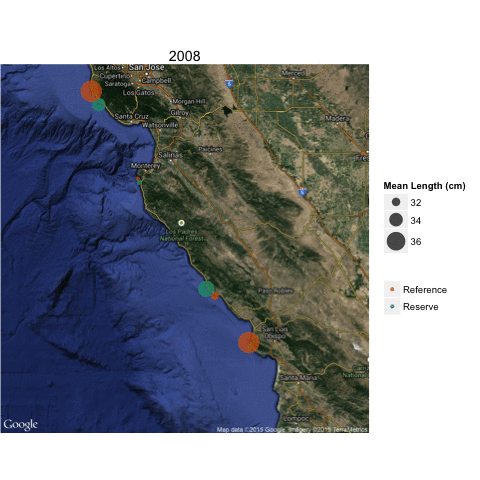 2008
Los Altos
San Jose
Cupertino
Campbell
Saratoga
Los Gatos
Merced
Morgan Hill
Gilroy
Santa Cruz
Watsonville
Madera
Salinas
Paicines
Monterey
Los Padres
National Forest
Paso Robles
San Luis
Obispo
Santa Maria
National
Lompoc
Google
Map data ©2015 Google Imagery ©2015 TerraMetrics
Mean Length (cm)
32
34
36
Reference
Reserve